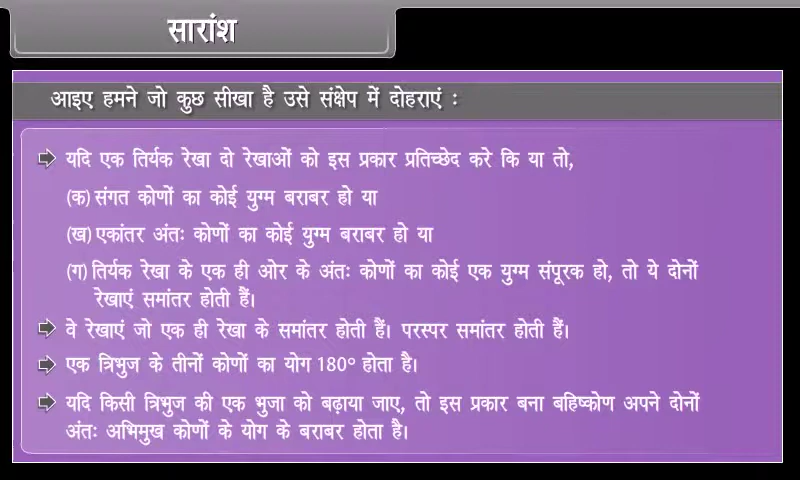 सारांश
आइए हमने जो कुछ सीखा है उसे संक्षेप में दोहराएं :
यदि एक तिर्यक रेखा दो रेखाओं को इस प्रकार प्रतिच्छेद करे कि या तो,
(क) संगत कोणों का कोई युग्म बराबर हो या
(ख) एकांतर अंतः कोणों का कोई युग्म बराबर हो या
(ग) तिर्यक रेखा के एक ही ओर के अंतः कोणों का कोई एक युग्म संपूरक हो, तो ये दोनों
रेखाएं समांतर होती हैं।
वे रेखाएं जो एक ही रेखा के समांतर होती हैं। परस्पर समांतर होती हैं।
एक त्रिभुज के तीनों कोणों का योग 180° होता है।
यदि किसी त्रिभुज की एक भुजा को बढ़ाया जाए, तो इस प्रकार बना बहिष्कोण अपने दोनों
अंतः अभिमुख कोणों के योग के बराबर होता है।